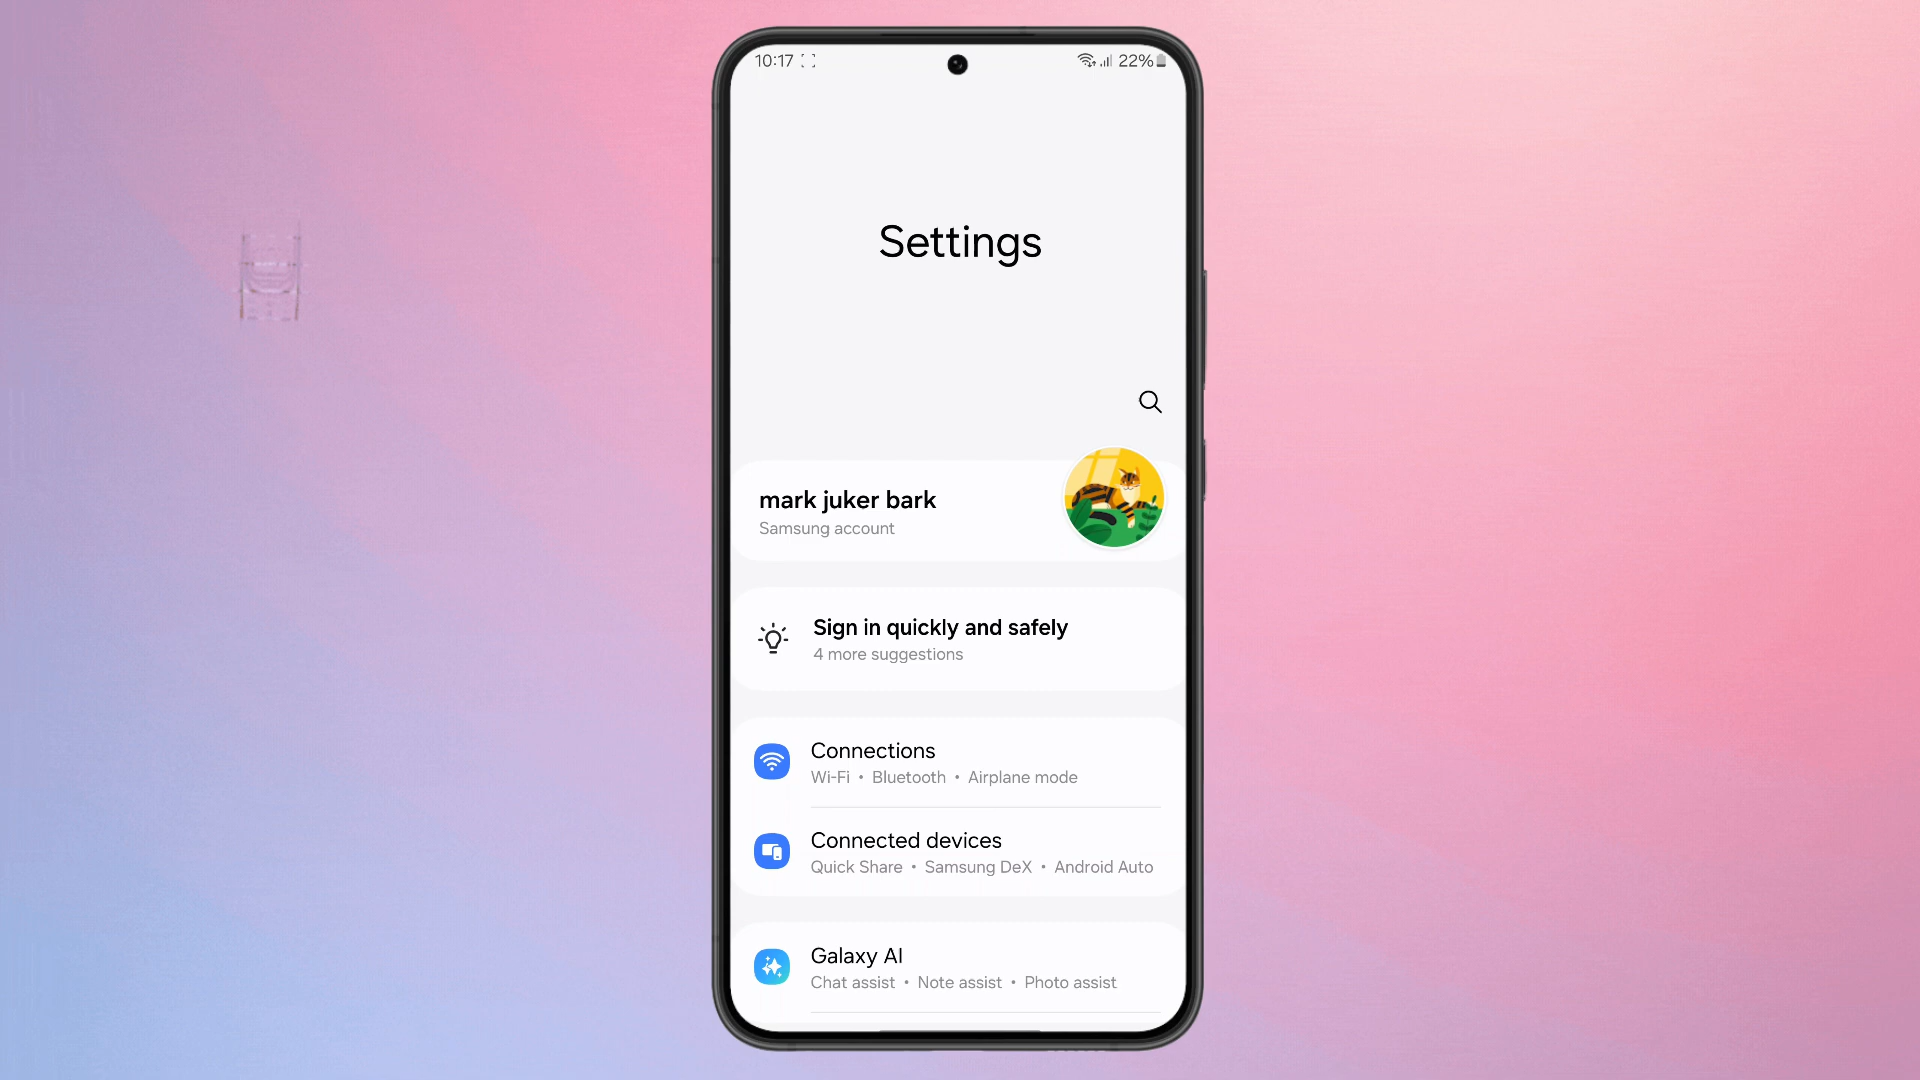 10:17
22%
Settings
mark juker bark
Samsung account
Sign in quickly and safely
4 more suggestions
Connections
Wi-Fi • Bluetooth • Airplane mode
Connected devices
Quick Share • Samsung DeX • Android Auto
Galaxy AI
Chat assist • Note assist • Photo assist